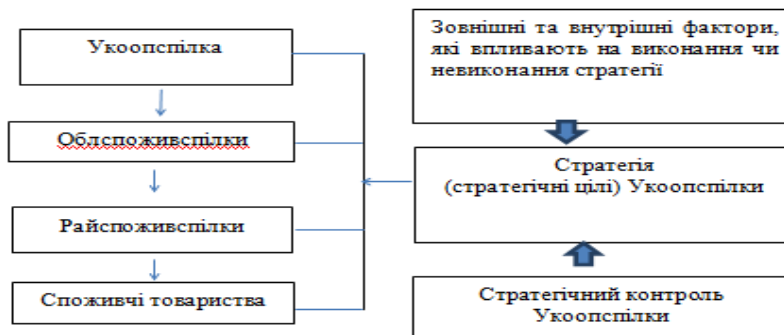 Укоопспілка
Облспоживспілки
Райспоживспілки
Споживчі товариства
Зовнішні та внутрішні фактори,
які впливають на виконання чи
невиконання стратегії
Стратегія
(стратегічні цілі) Укоопспілки
Стратегічний контроль
Укоопспілки